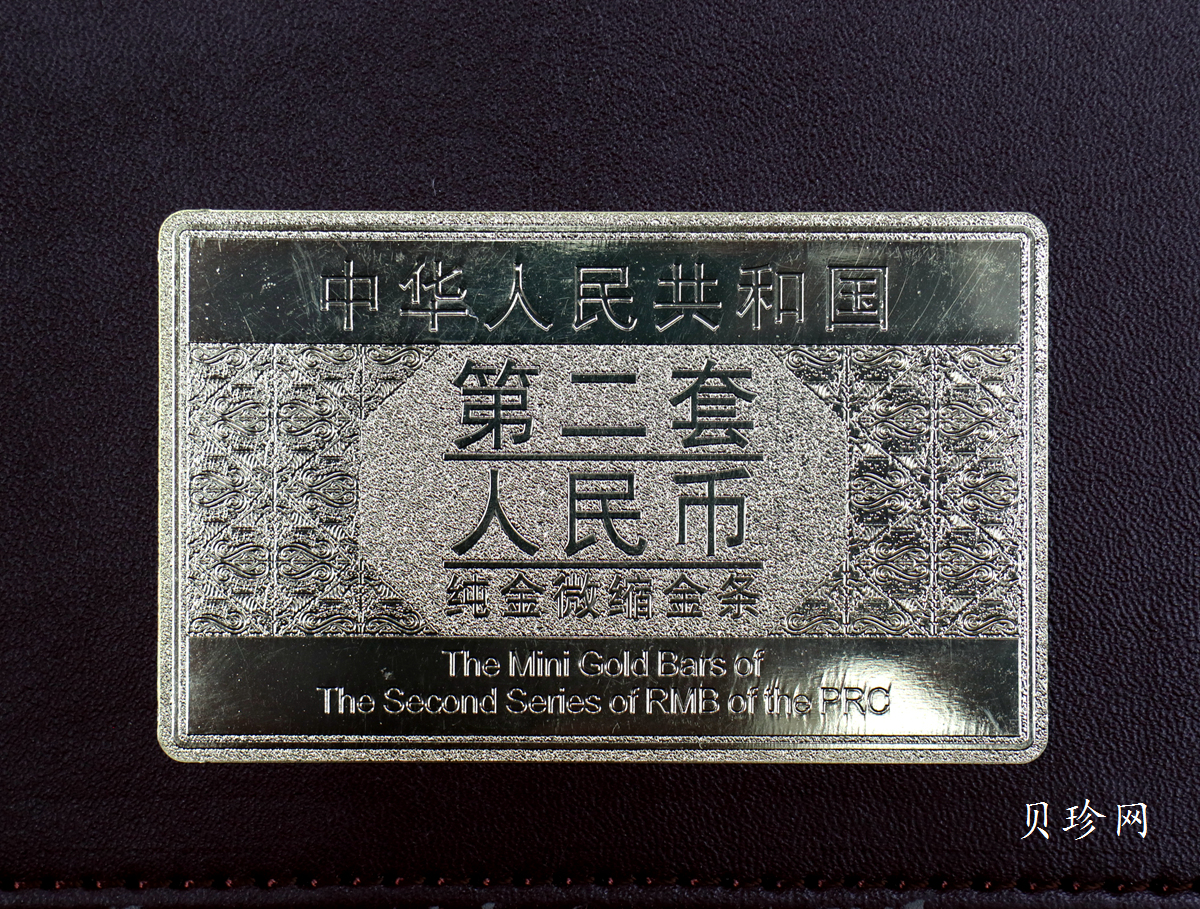 中华人民共和国
第二套
人民币
纯金微缩金条
The Mini Gold Bars of
The Second Series of RMB of the PRC
贝珍网